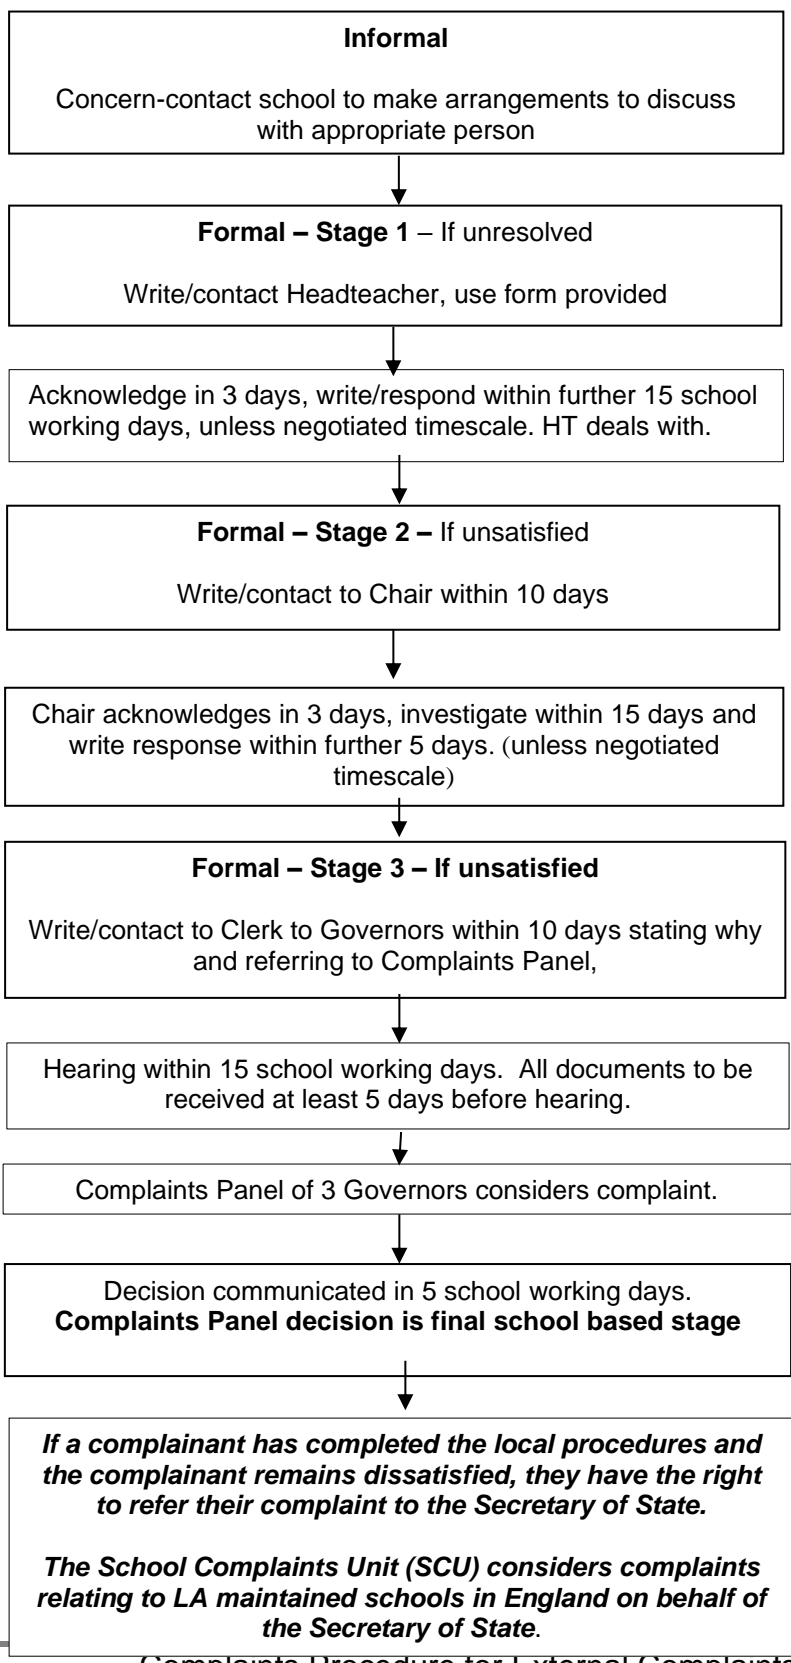 Informal
Concern-contact school to make arrangements to discuss
with appropriate person
Formal – Stage 1 – If unresolved
Write/contact Headteacher, use form provided
Acknowledge in 3 days, write/respond within further 15 school
working days, unless negotiated timescale. HT deals with.
Formal – Stage 2 – If unsatisfied
Write/contact to Chair within 10 days
Chair acknowledges in 3 days, investigate within 15 days and
write response within further 5 days. (unless negotiated
timescale)
Formal – Stage 3 – If unsatisfied
Write/contact to Clerk to Governors within 10 days stating why
and referring to Complaints Panel,
Hearing within 15 school working days. All documents to be
received at least 5 days before hearing.
Complaints Panel of 3 Governors considers complaint.
Decision communicated in 5 school working days.
Complaints Panel decision is final school based stage
If a complainant has completed the local procedures and
the complainant remains dissatisfied, they have the right
to refer their complaint to the Secretary of State.
The School Complaints Unit (SCU) considers complaints
relating to LA maintained schools in England on behalf of
the Secretary of State.
Complaints Procedure for External Complaints